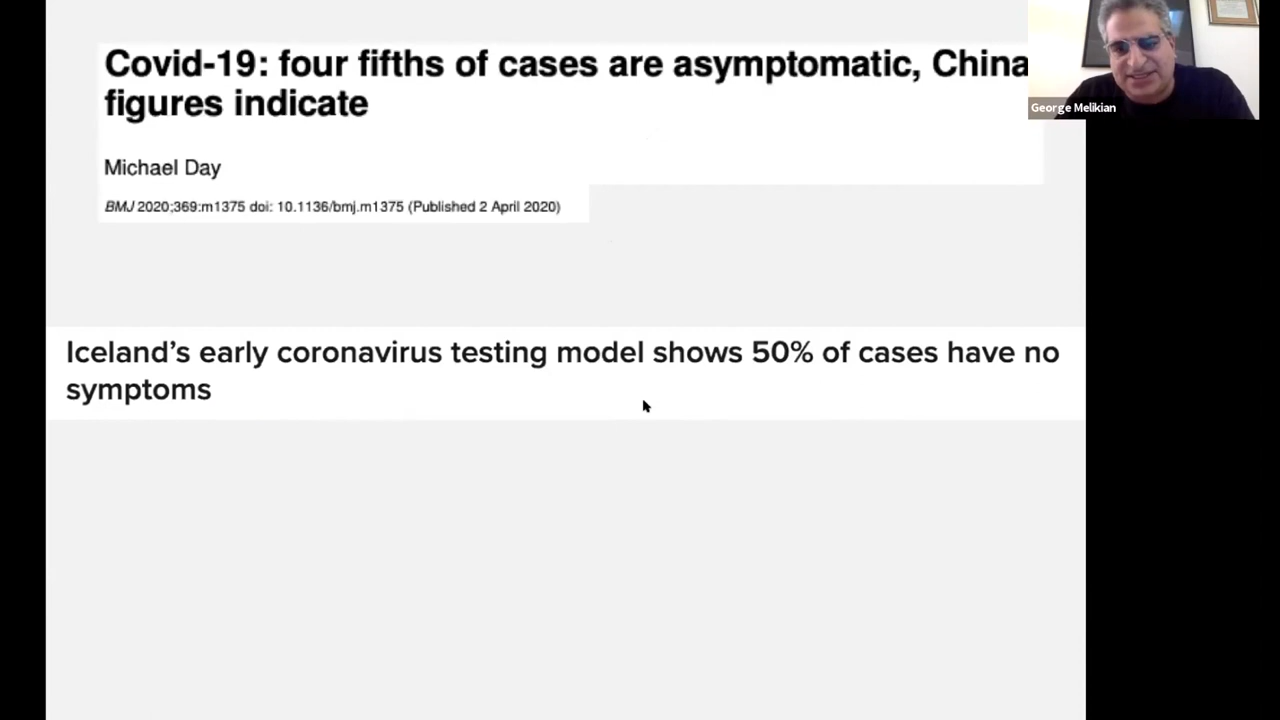 Covid-19: four fifths of cases are asymptomatic, China
figures indicate
Michael Day
BMJ 2020;369:m1375 doi: 10.1136/bmj.m1375 (Published 2 April 2020)
George Melikian
Iceland’s early coronavirus testing model shows 50% of cases have no
symptoms